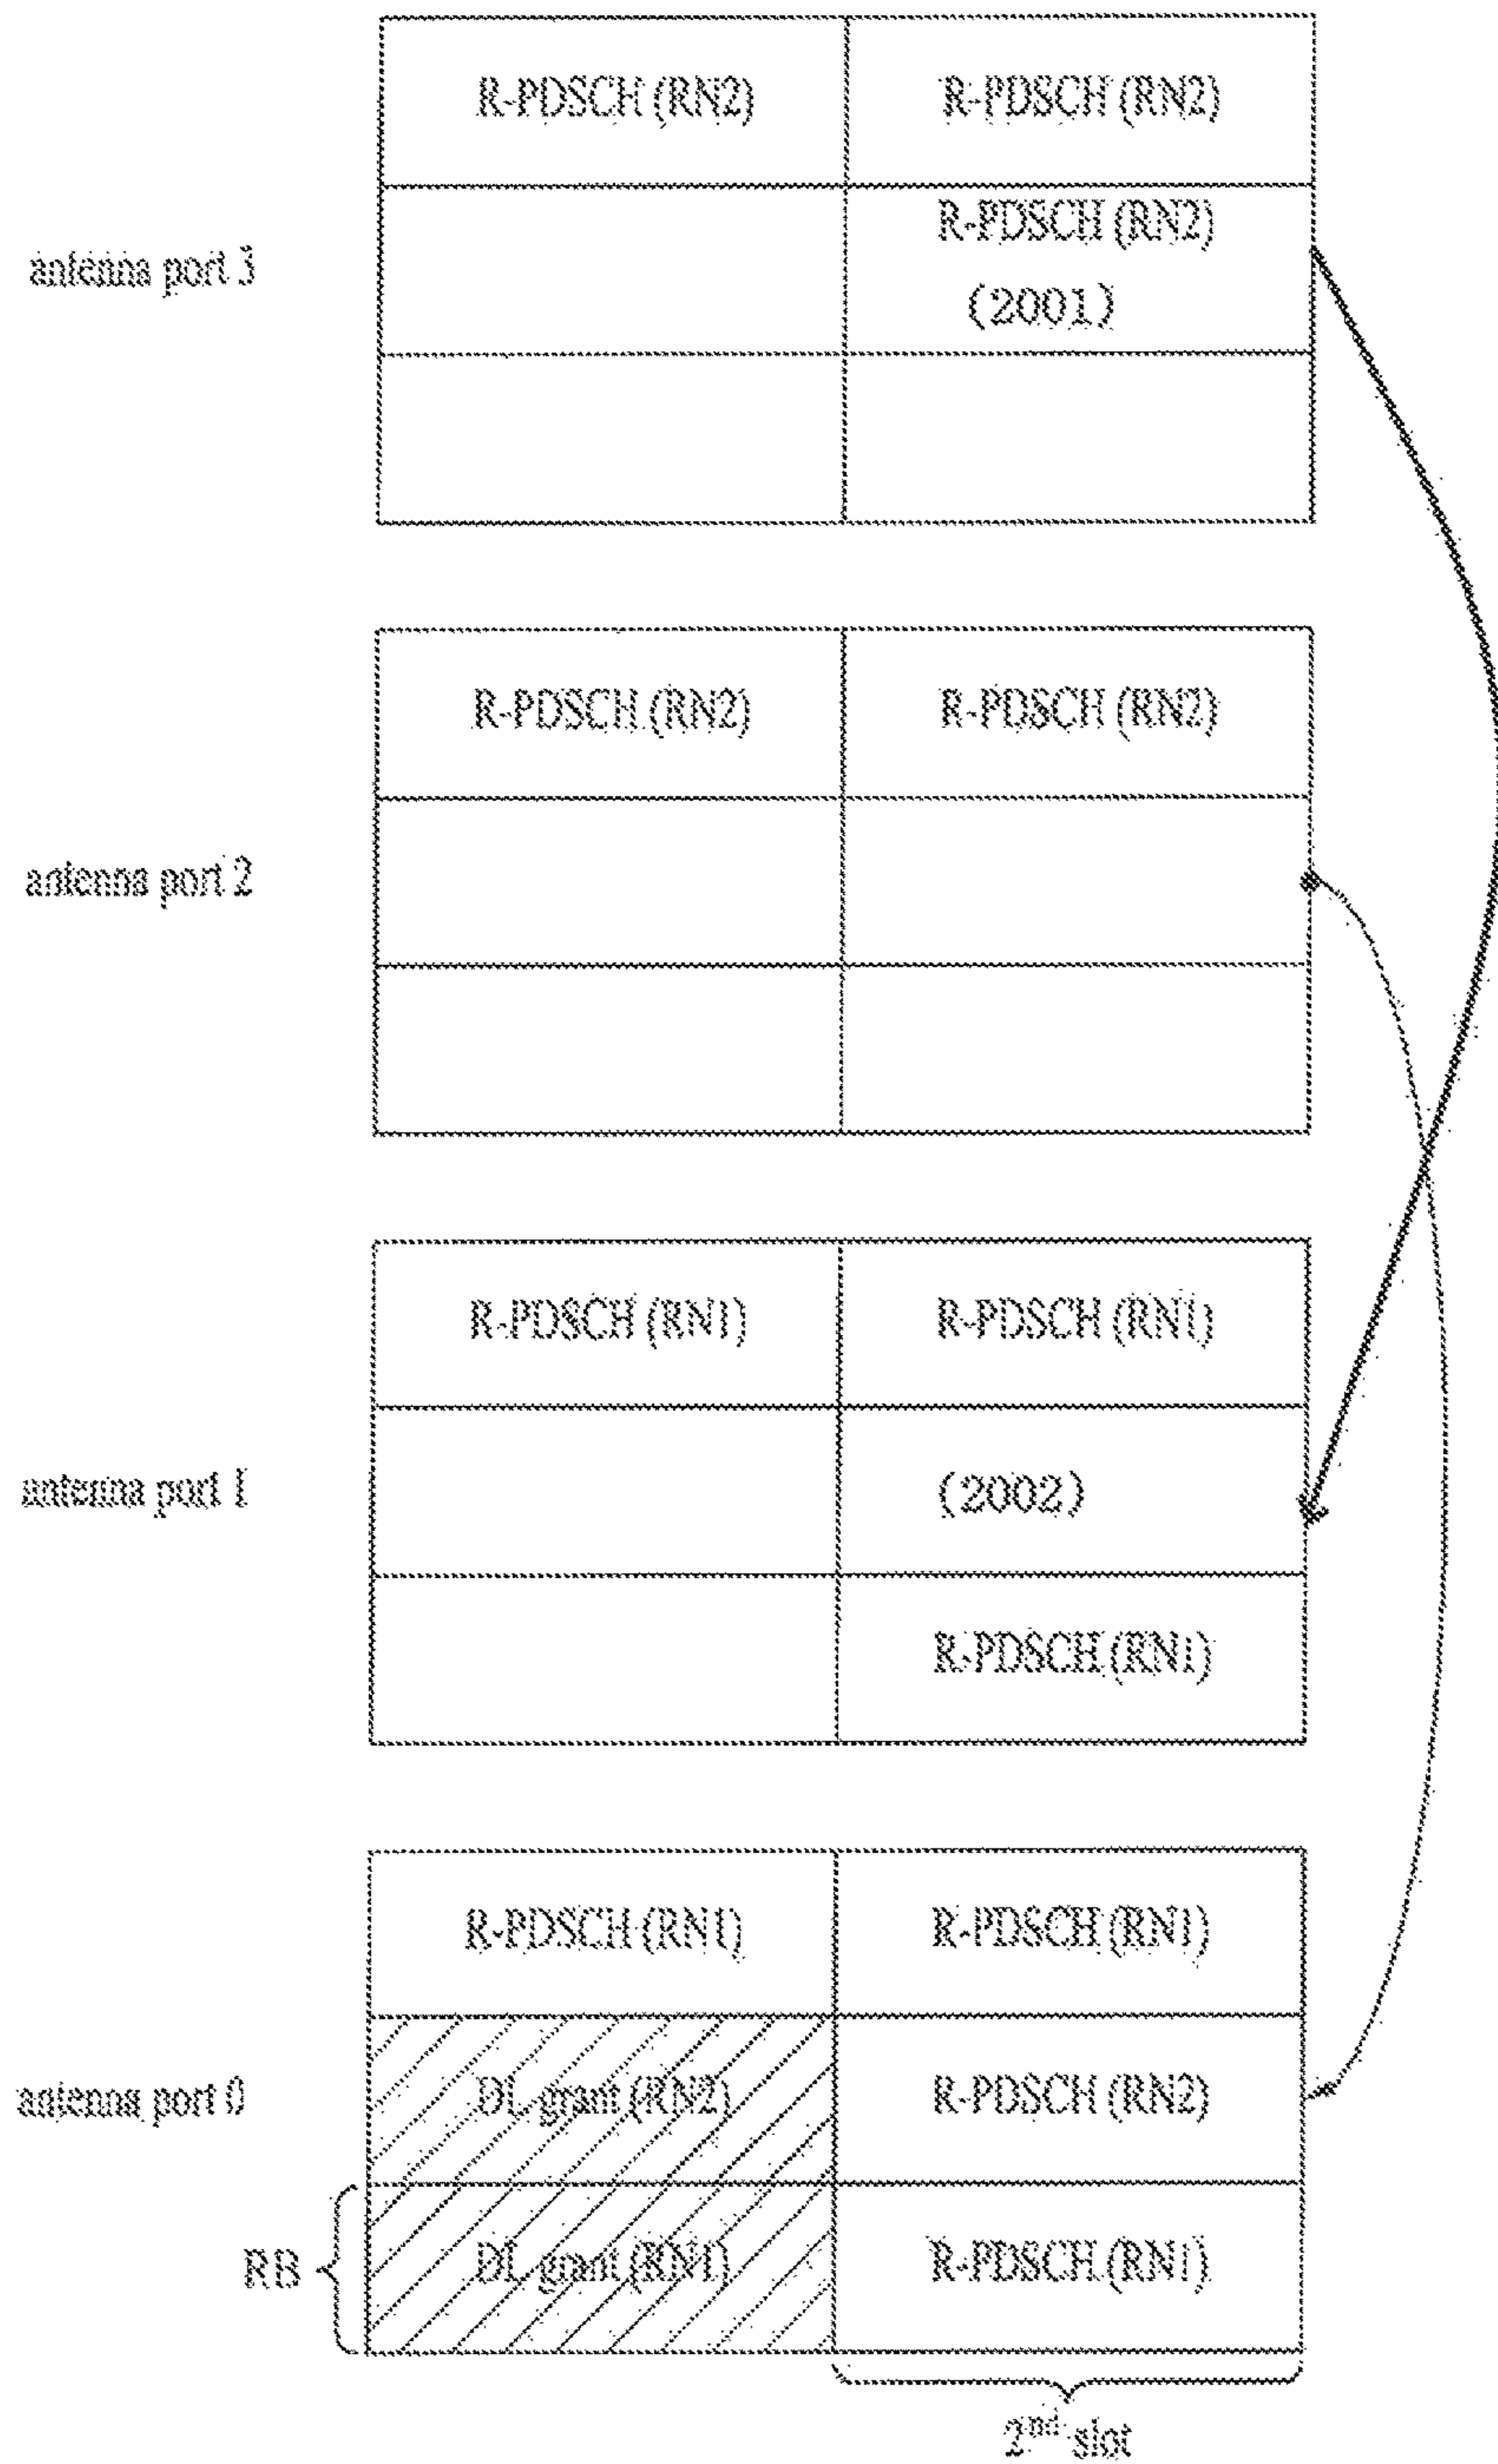 R-PDSCH (RN2) R-PDSCH (RN2)
antenna port 3
R-PDSCH (RN2)
(2001)
R-PDSCH (RN2) R-PDSCH (RN2)
antenna port 2
R-PDSCH (RN1) R-PDSCH (RN1)
antenna port 1
(2002)
R-PDSCH (RN1)
R-PDSCH (RN1) R-PDSCH (RN1)
antenna port 0
DL grant (RN2) R-PDSCH (RN2)
RB
DL grant (RN1) R-PDSCH (RN1)
2nd slot